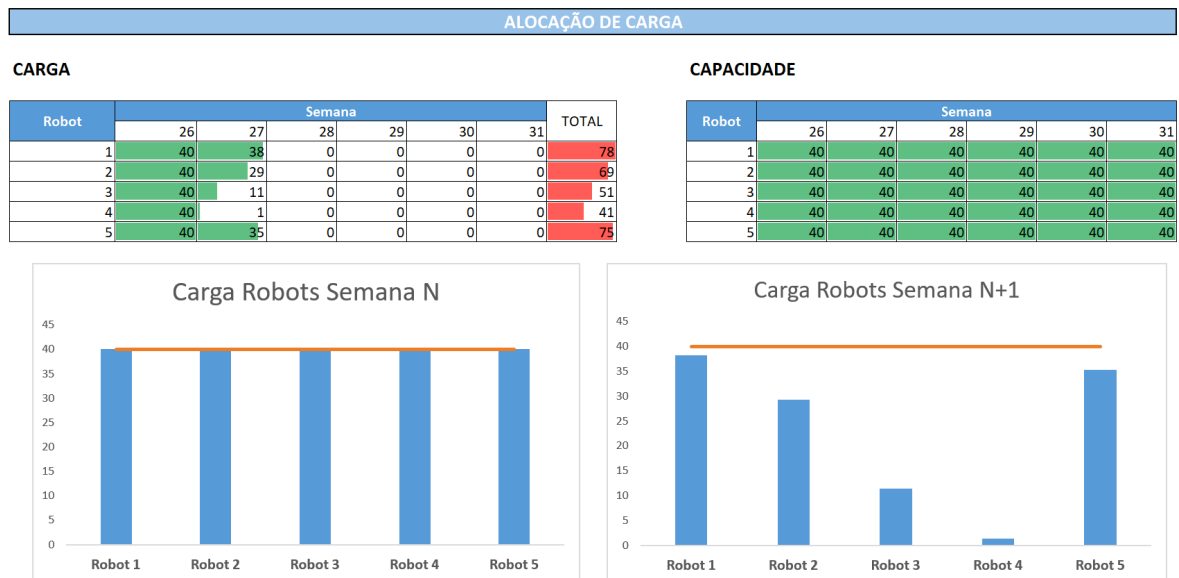 ALOCAÇÃO DE CARGA
CARGA
Robot Semana TOTAL
26 27 28 29 30 31
1 40 38 0 0 0 0 78
2 40 29 0 0 0 0 69
3 40 11 0 0 0 0 51
4 40 1 0 0 0 0 41
5 40 35 0 0 0 0 75
CAPACIDADE
Robot Semana
26 27 28 29 30 31
1 40 40 40 40 40 40
2 40 40 40 40 40 40
3 40 40 40 40 40 40
4 40 40 40 40 40 40
5 40 40 40 40 40 40
Carga Robots Semana N
45
40
35
30
25
20
15
10
5
0
Robot 1 Robot 2 Robot 3 Robot 4 Robot 5
Carga Robots Semana N+1
45
40
35
30
25
20
15
10
5
0
Robot 1 Robot 2 Robot 3 Robot 4 Robot 5